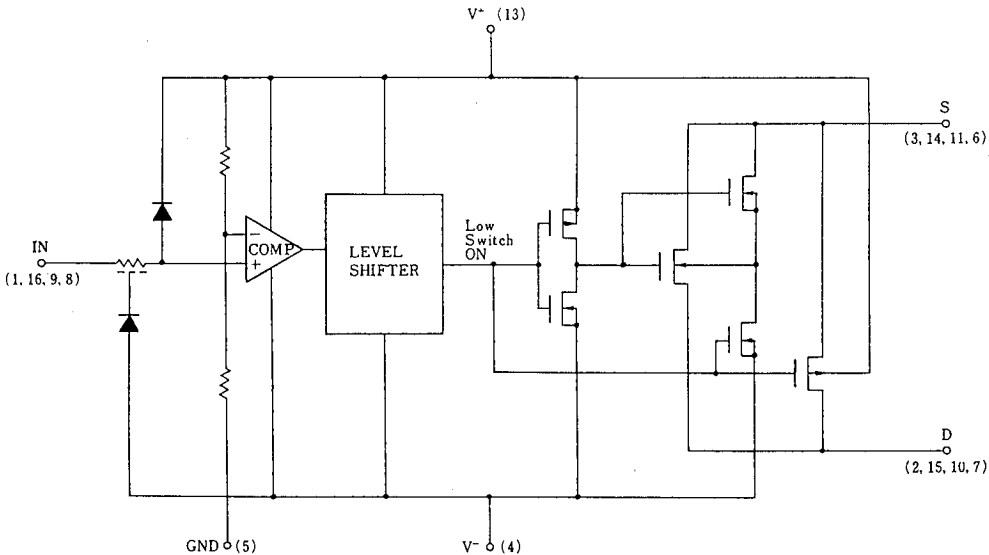 V⁺ (13)
S
(3, 14, 11, 6)
IN
(1, 16, 9, 8)
−
+
COMP
LEVEL
SHIFTER
Low
Switch
ON
D
(2, 15, 10, 7)
GND (5)
V⁻ (4)